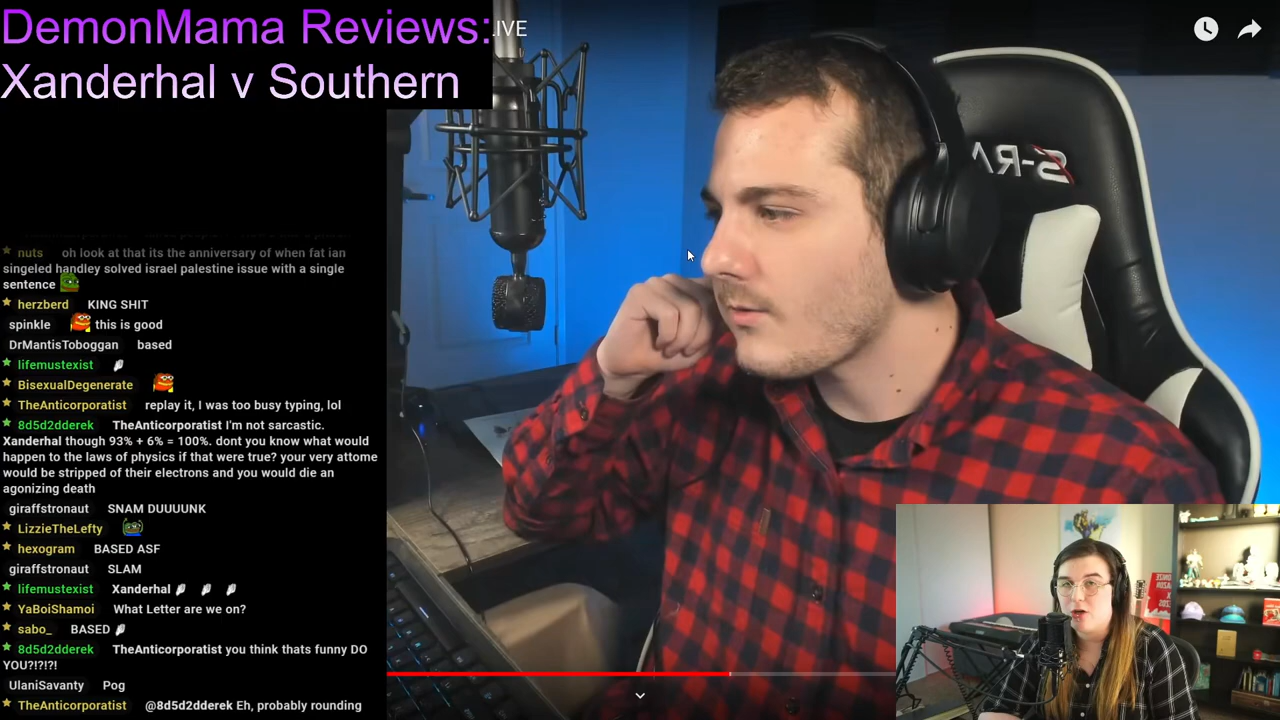 DemonMama Reviews:
Xanderhal v Southern
LIVE
nuts oh look at that its the anniversary of when fat ian
singeled handley solved israel palestine issue with a single
sentence
herzberd KING SHIT
spinkle this is good
DrMantisToboggan based
lifemustexist
BisexualDegenerate
TheAnticorporatist replay it, I was too busy typing, lol
8d5d2dderek TheAnticorporatist I'm not sarcastic.
Xanderhal though 93% + 6% = 100%. dont you know what would
happen to the laws of physics if that were true? your very attome
would be stripped of their electrons and you would die an
agonizing death
giraffstronaut SNAM DUUUUNK
LizzieTheLefty
hexogram BASED ASF
giraffstronaut SLAM
lifemustexist Xanderhal
YaBoiShamoi What Letter are we on?
sabo_ BASED
8d5d2dderek TheAnticorporatist you think thats funny DO
YOU?!?!?!
UlaniSavanty Pog
TheAnticorporatist @8d5d2dderek Eh, probably rounding